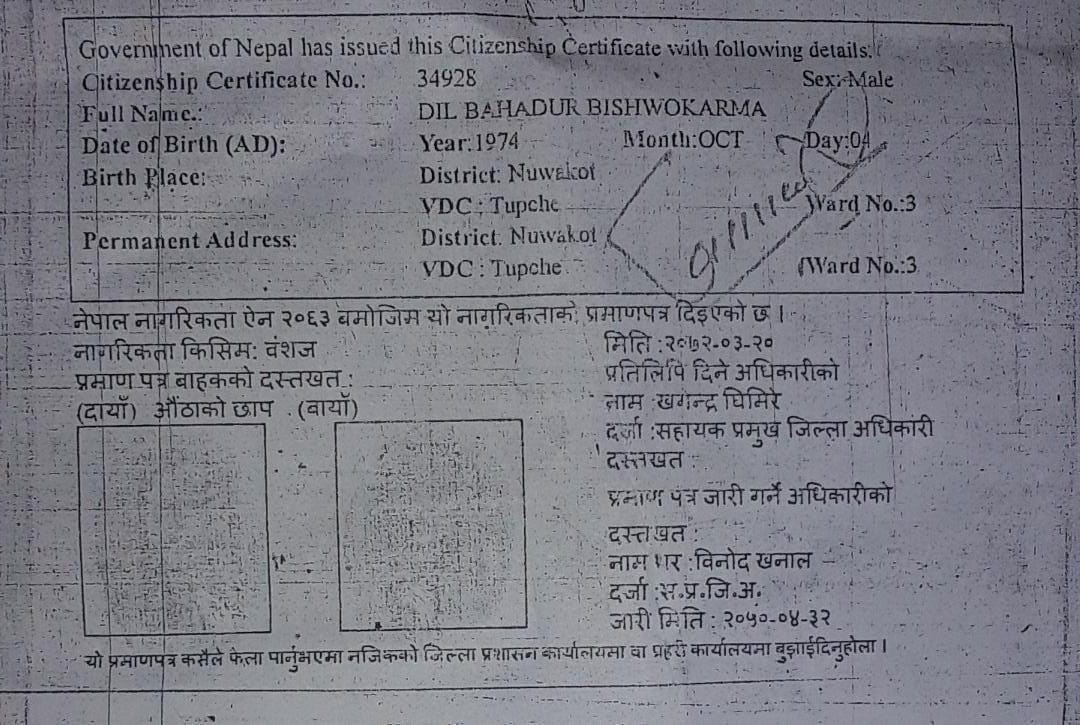 Government of Nepal has issued this Citizenship Certificate with following details.
Citizenship Certificate No.: 34928 Sex:-Male
Full Name.: DIL BAHADUR BISHWOKARMA
Date of Birth (AD): Year:1974 Month:OCT Day:04
Birth Place: District: Nuwakot
VDC : Tupche Ward No.:3
Permanent Address: District: Nuwakot
VDC : Tupche Ward No.:3
नेपाल नागरिकता ऐन २०६३ बमोजिम यो नागरिकताको प्रमाणपत्र दिइएको छ ।
नागरिकता किसिम: वंशज मिति :२०७२-०३-२०
प्रमाण पत्र बाहकको दस्तखत : प्रतिलिपि दिने अधिकारीको
(दायाँ) औंठाको छाप . (बायाँ) नाम :खगेन्द्र घिमिरे
दर्जा :सहायक प्रमुख जिल्ला अधिकारी
दस्तखत :
प्रमाण पत्र जारी गर्ने अधिकारीको
दस्तखत :
नाम थर :विनोद खनाल
दर्जा :स.प्र.जि.अ.
जारी मिति : २०५०-०४-३२
यो प्रमाणपत्र कसैले फेला पार्नुभएमा नजिकको जिल्ला प्रशासन कार्यालयमा वा प्रहरी कार्यालयमा बुझाईदिनुहोला ।